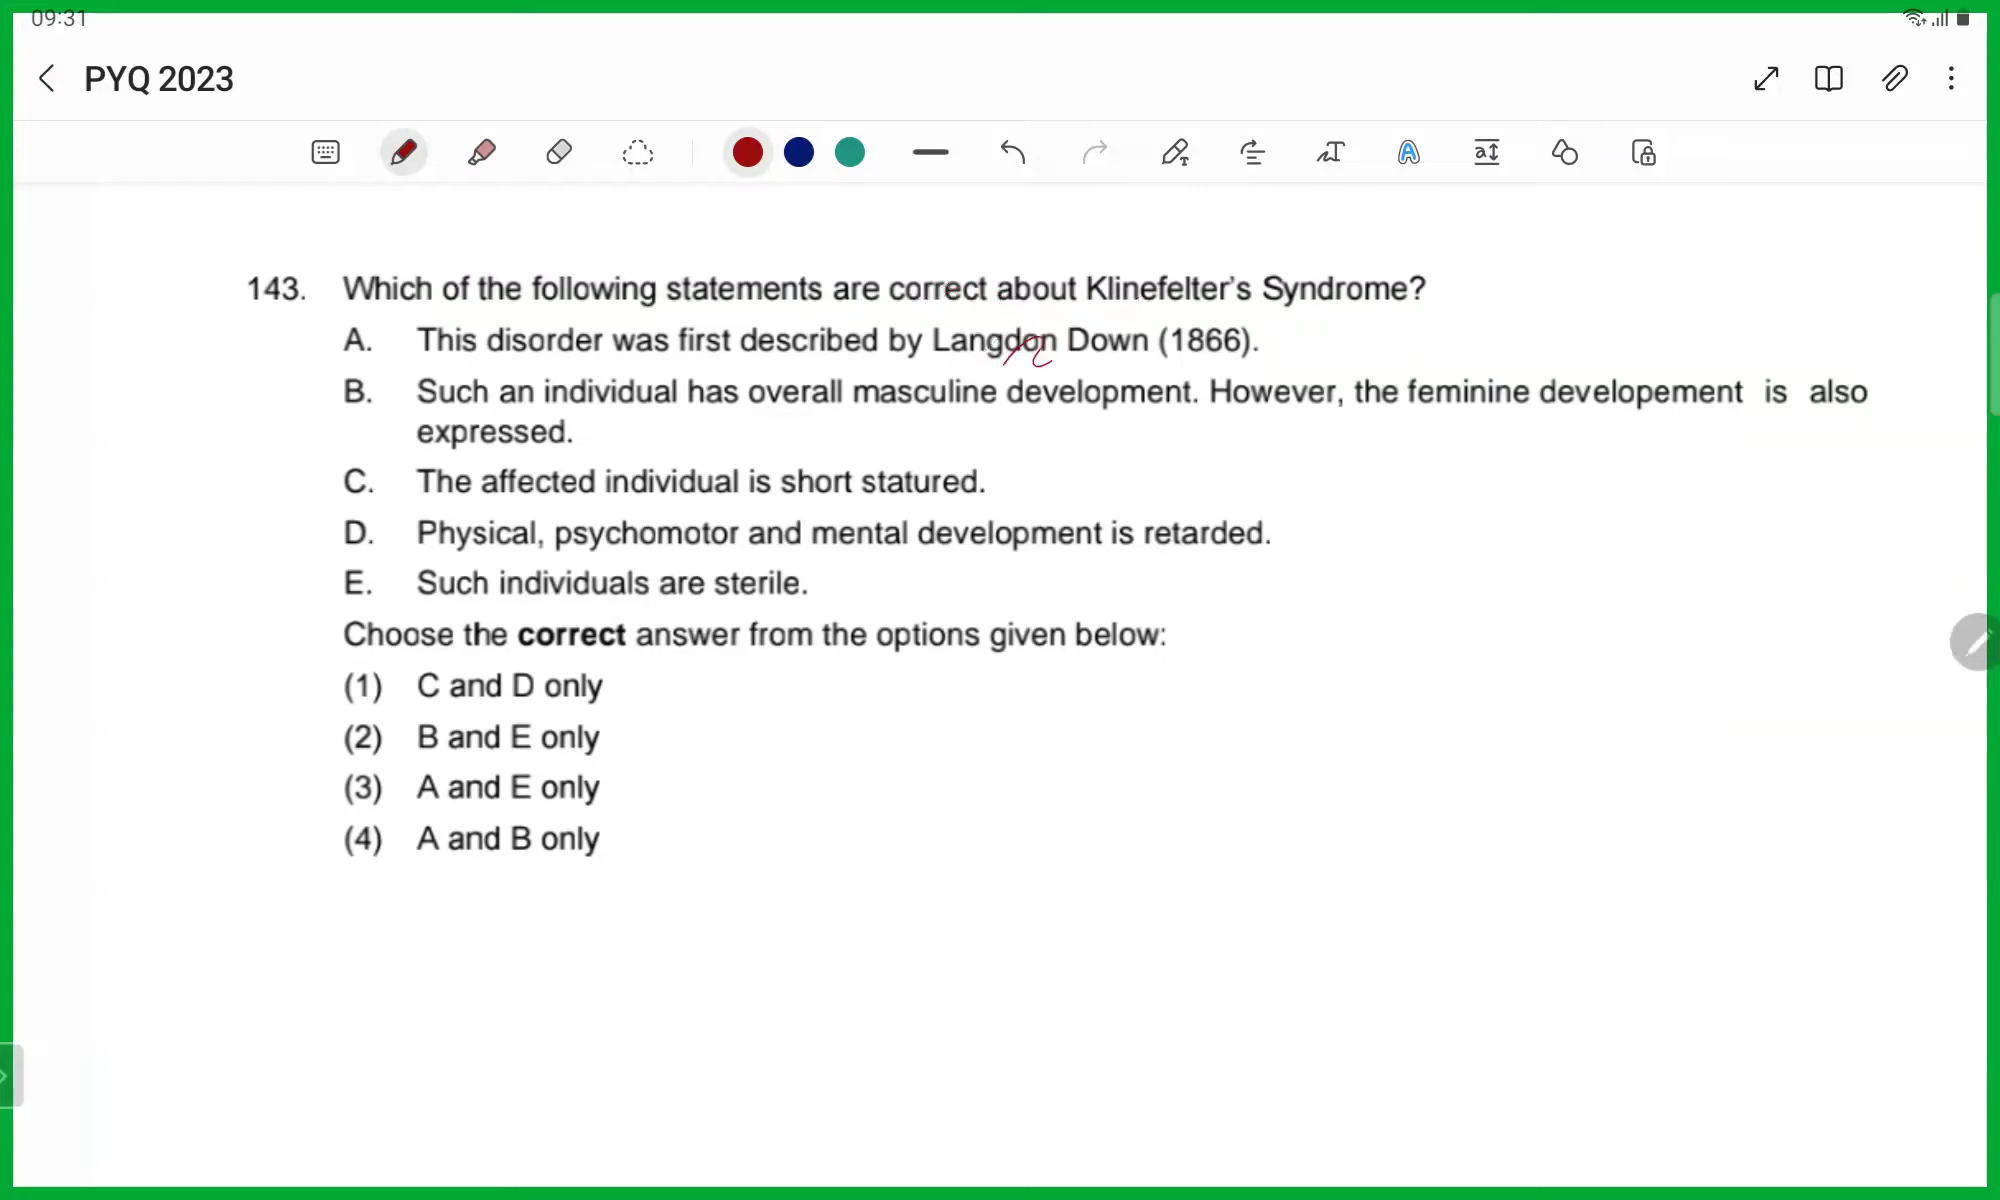 09:31
PYQ 2023
143. Which of the following statements are correct about Klinefelter's Syndrome?
A. This disorder was first described by Langdon Down (1866).
B. Such an individual has overall masculine development. However, the feminine developement is also
expressed.
C. The affected individual is short statured.
D. Physical, psychomotor and mental development is retarded.
E. Such individuals are sterile.
Choose the correct answer from the options given below:
(1) C and D only
(2) B and E only
(3) A and E only
(4) A and B only